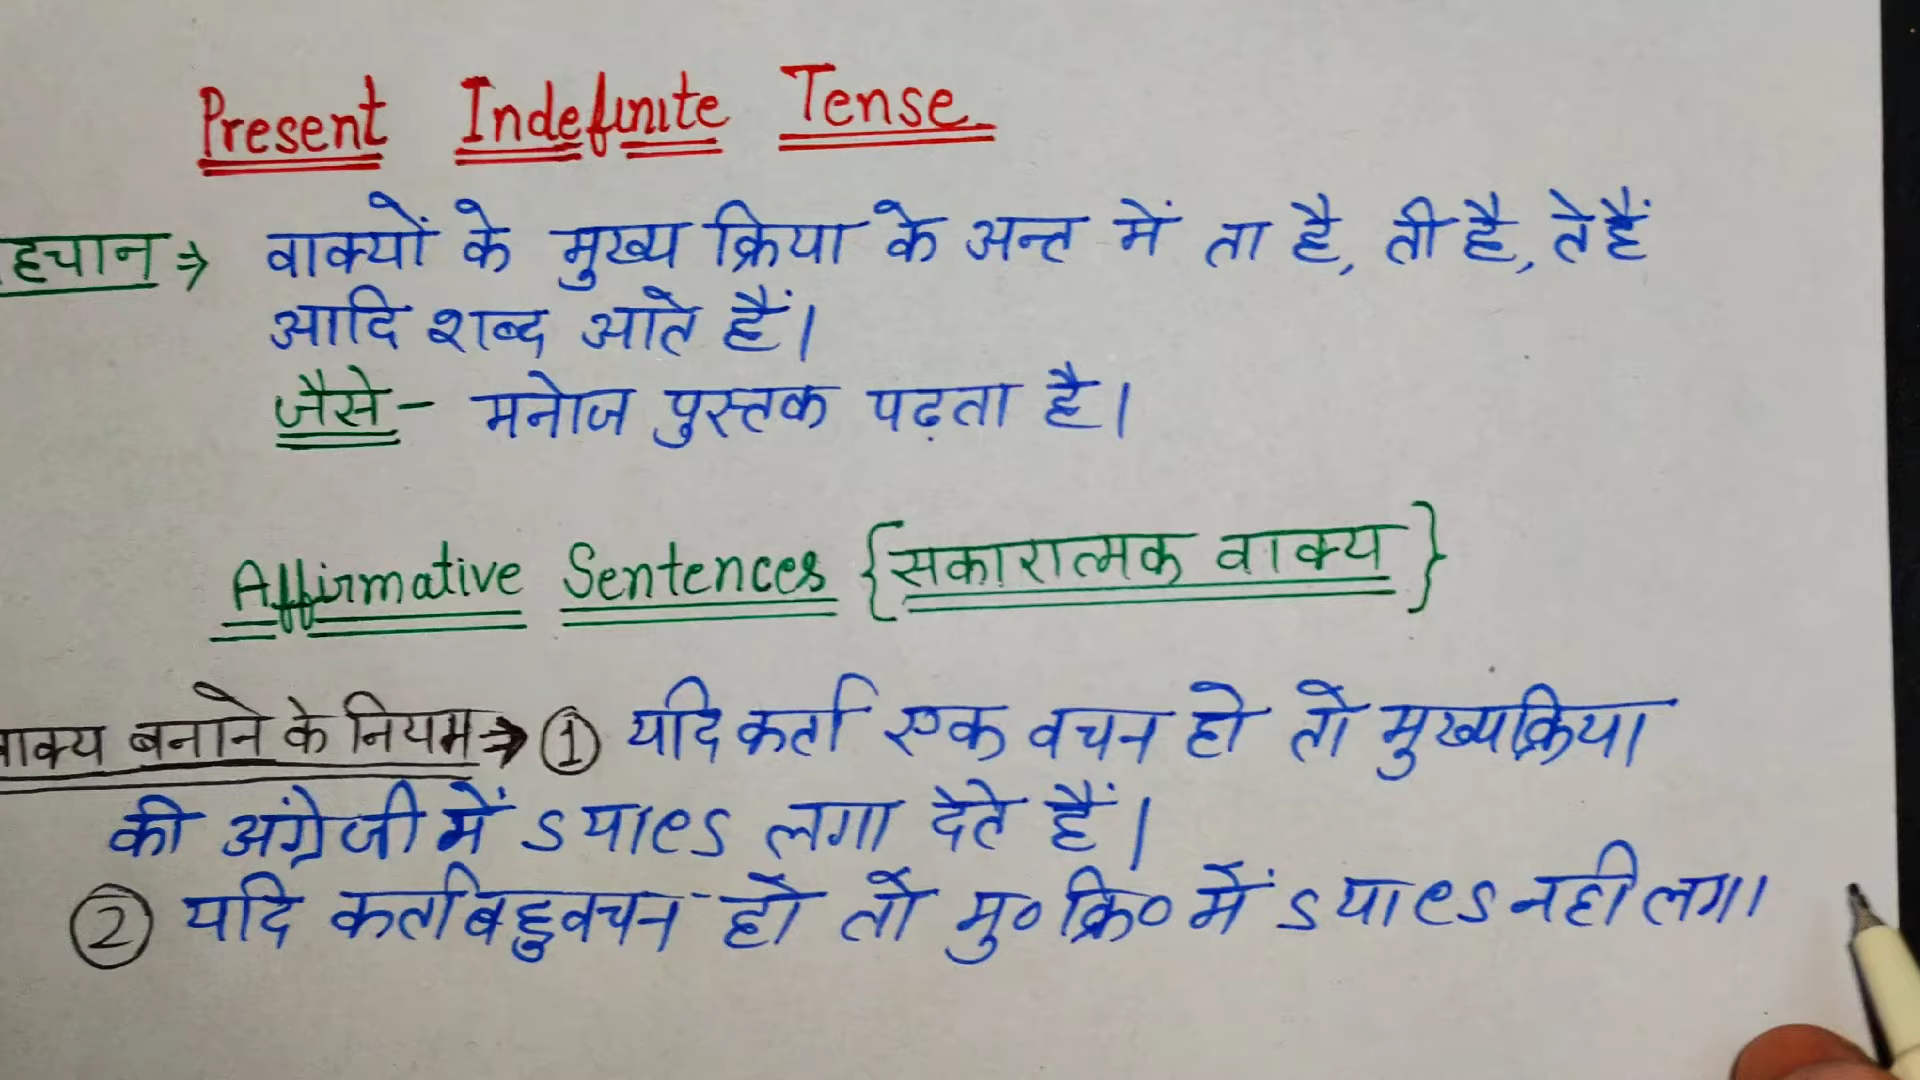 Present Indefinite Tense
हचान ⇒ वाक्यों के मुख्य क्रिया के अन्त में ता है, ती है, ते हैं
आदि शब्द आते हैं।
जैसे - मनोज पुस्तक पढ़ता है।
Affirmative Sentences {सकारात्मक वाक्य}
ाक्य बनाने के नियम ⇒ ① यदि कर्ता एक वचन हो तो मुख्य क्रिया
की अंग्रेजी में s या es लगा देते हैं।
② यदि कर्ता बहुवचन हो तो मु० क्रि० में s या es नही लगा